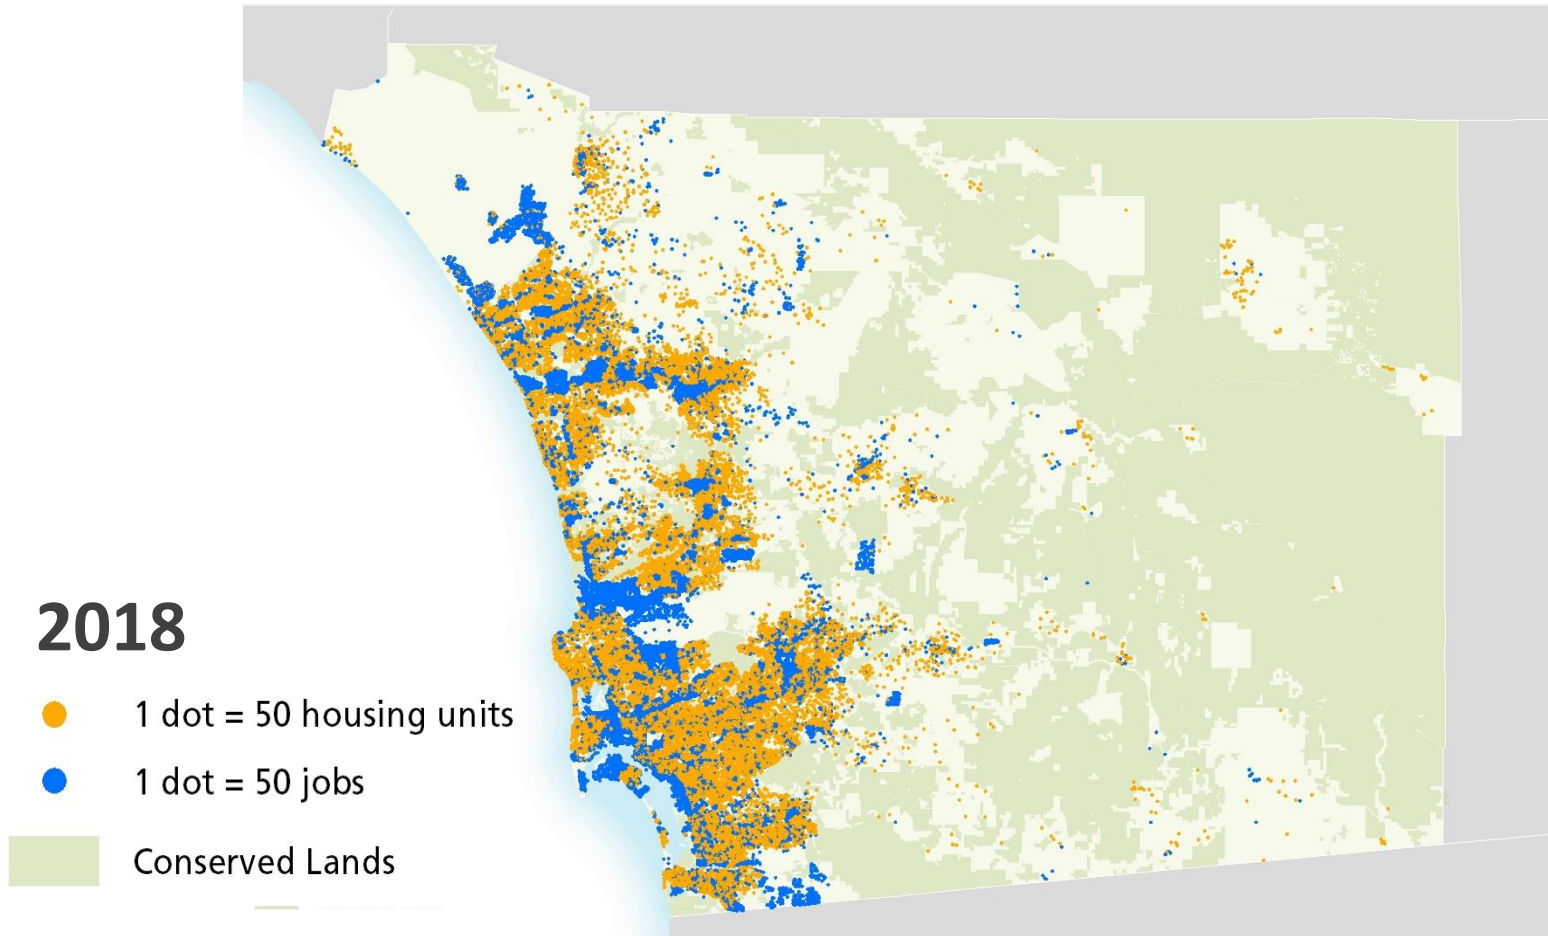 2018
1 dot = 50 housing units
1 dot = 50 jobs
Conserved Lands